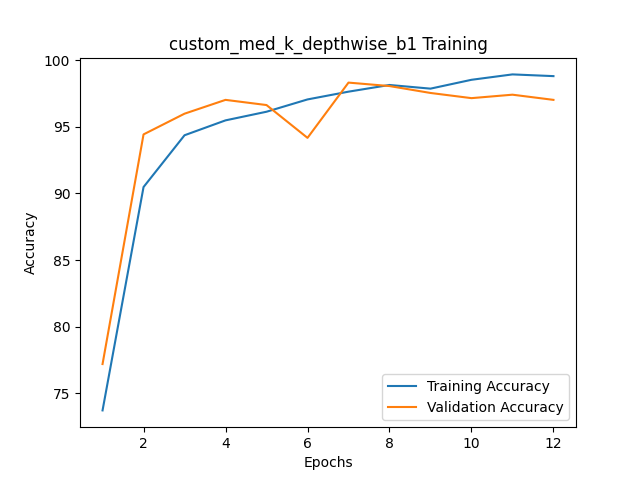 custom_med_k_depthwise_b1 Training
100
95
90
85
80
75
Accuracy
2
4
6
8
10
12
Epochs
Training Accuracy
Validation Accuracy